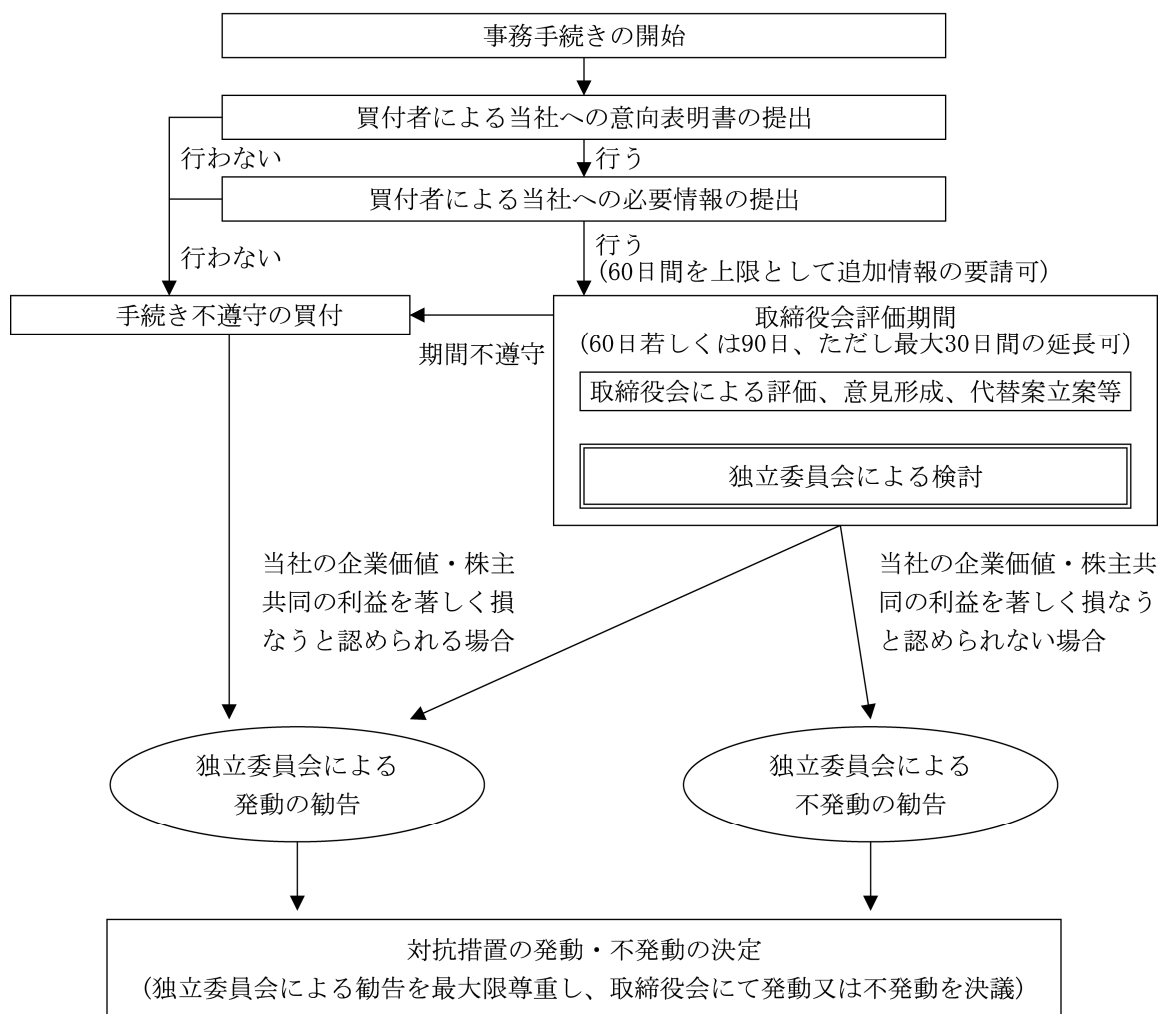 事務手続きの開始
買付者による当社への意向表明書の提出
行わない
行う
買付者による当社への必要情報の提出
行わない
行う
(60日間を上限として追加情報の要請可)
手続き不遵守の買付
期間不遵守
取締役会評価期間
(60日若しくは90日、ただし最大30日間の延長可)
取締役会による評価、意見形成、代替案立案等
独立委員会による検討
当社の企業価値・株主
共同の利益を著しく損
なうと認められる場合
当社の企業価値・株主共
同の利益を著しく損なう
と認められない場合
独立委員会による
発動の勧告
独立委員会による
不発動の勧告
対抗措置の発動・不発動の決定
(独立委員会による勧告を最大限尊重し、取締役会にて発動又は不発動を決議)